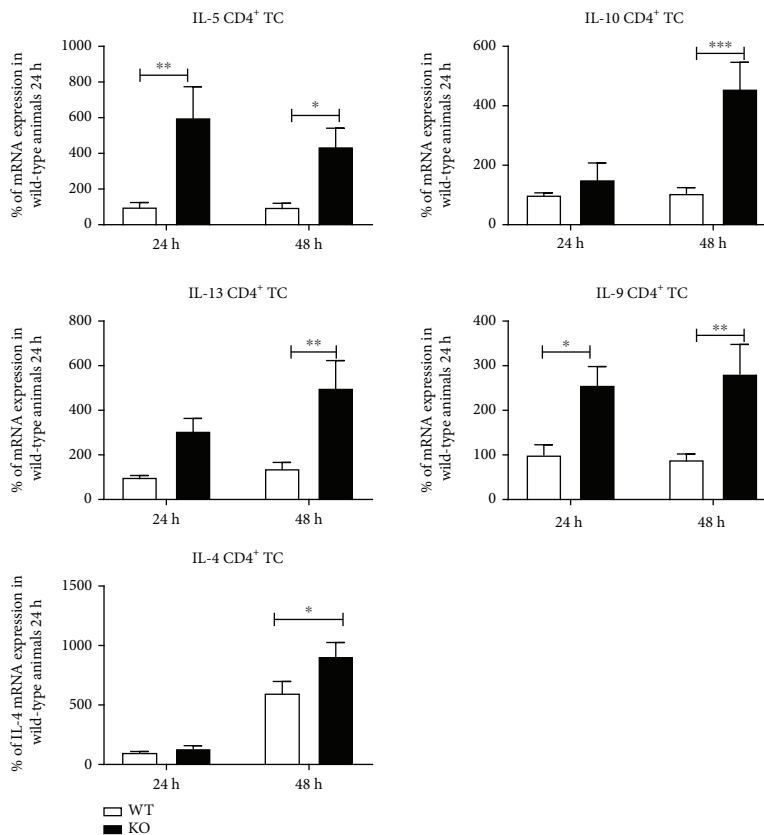 IL-5 CD4+ TC
% of mRNA expression in
wild-type animals 24 h
1000
800
600
400
200
0
**
*
24 h
48 h
IL-10 CD4+ TC
% of mRNA expression in
wild-type animals 24 h
600
400
200
0
***
24 h
48 h
IL-13 CD4+ TC
% of mRNA expression in
wild-type animals 24 h
800
600
400
200
0
**
24 h
48 h
IL-9 CD4+ TC
% of mRNA expression in
wild-type animals 24 h
400
300
200
100
0
*
**
24 h
48 h
IL-4 CD4+ TC
% of IL-4 mRNA expression in
wild-type animals 24 h
1500
1000
500
0
*
24 h
48 h
WT
KO